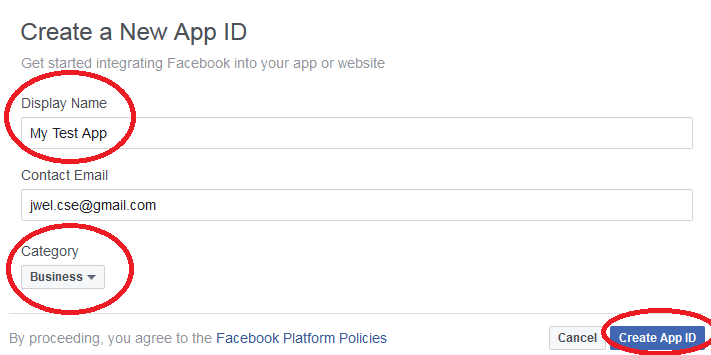 Create a New App ID
Get started integrating Facebook into your app or website
Display Name
My Test App
Contact Email
jwel.cse@gmail.com
Category
Business
By proceeding, you agree to the Facebook Platform Policies
Cancel
Create App ID